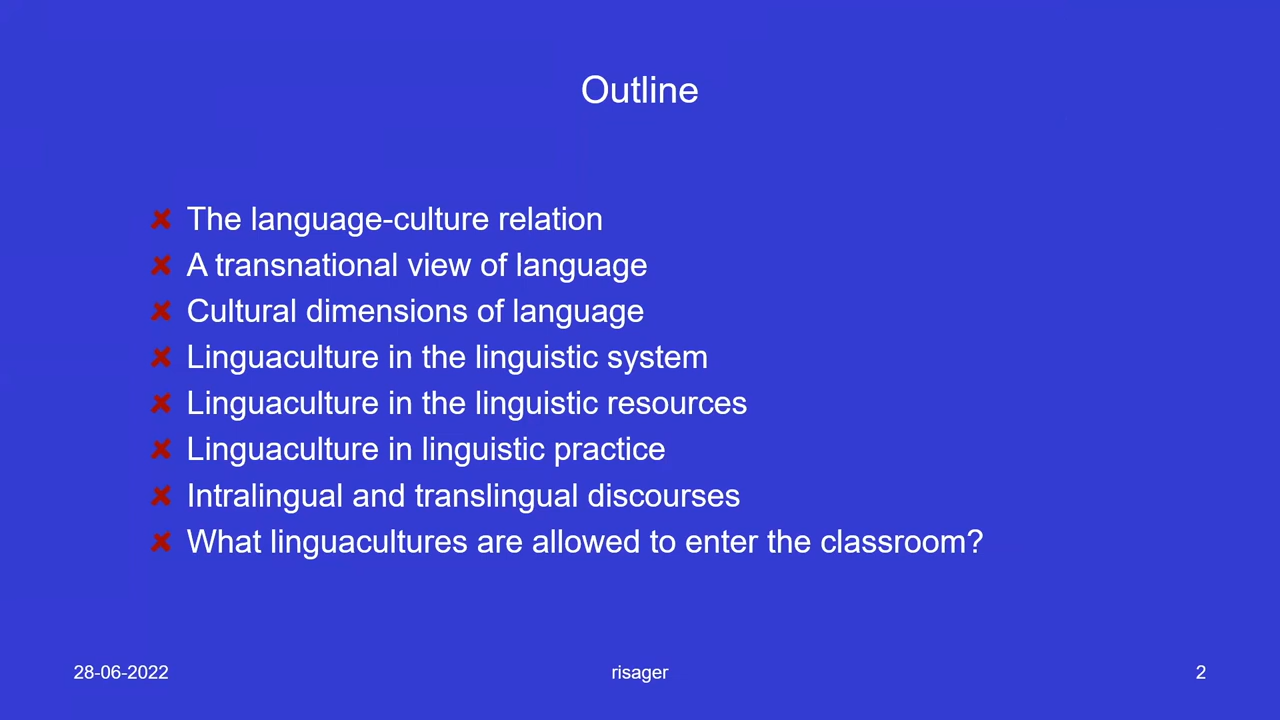 Outline
The language-culture relation
A transnational view of language
Cultural dimensions of language
Linguaculture in the linguistic system
Linguaculture in the linguistic resources
Linguaculture in linguistic practice
Intralingual and translingual discourses
What linguacultures are allowed to enter the classroom?
28-06-2022
risager
2